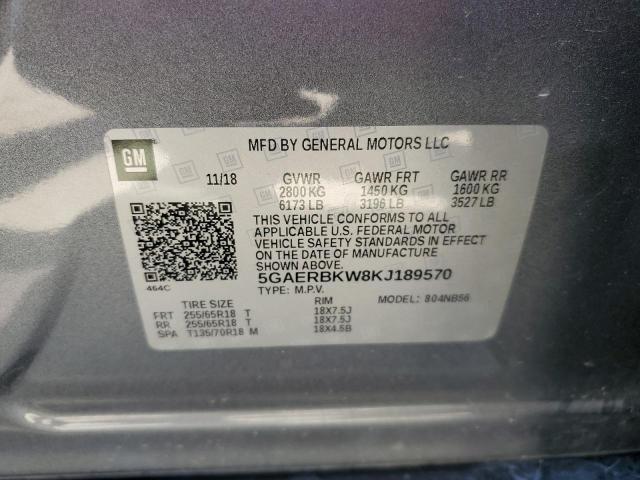 MFD BY GENERAL MOTORS LLC
GM
11/18 GVWR GAWR FRT GAWR RR
2800 KG 1450 KG 1600 KG
6173 LB 3196 LB 3527 LB
THIS VEHICLE CONFORMS TO ALL
APPLICABLE U.S. FEDERAL MOTOR
VEHICLE SAFETY STANDARDS IN EFFECT
ON THE DATE OF MANUFACTURE
SHOWN ABOVE.
464C
5GAERBKW8KJ189570
TYPE: M.P.V. MODEL: 804NB56
TIRE SIZE RIM
FRT 255/65R18 T 18X7.5J
RR 255/65R18 T 18X7.5J
SPA T135/70R18 M 18X4.5B